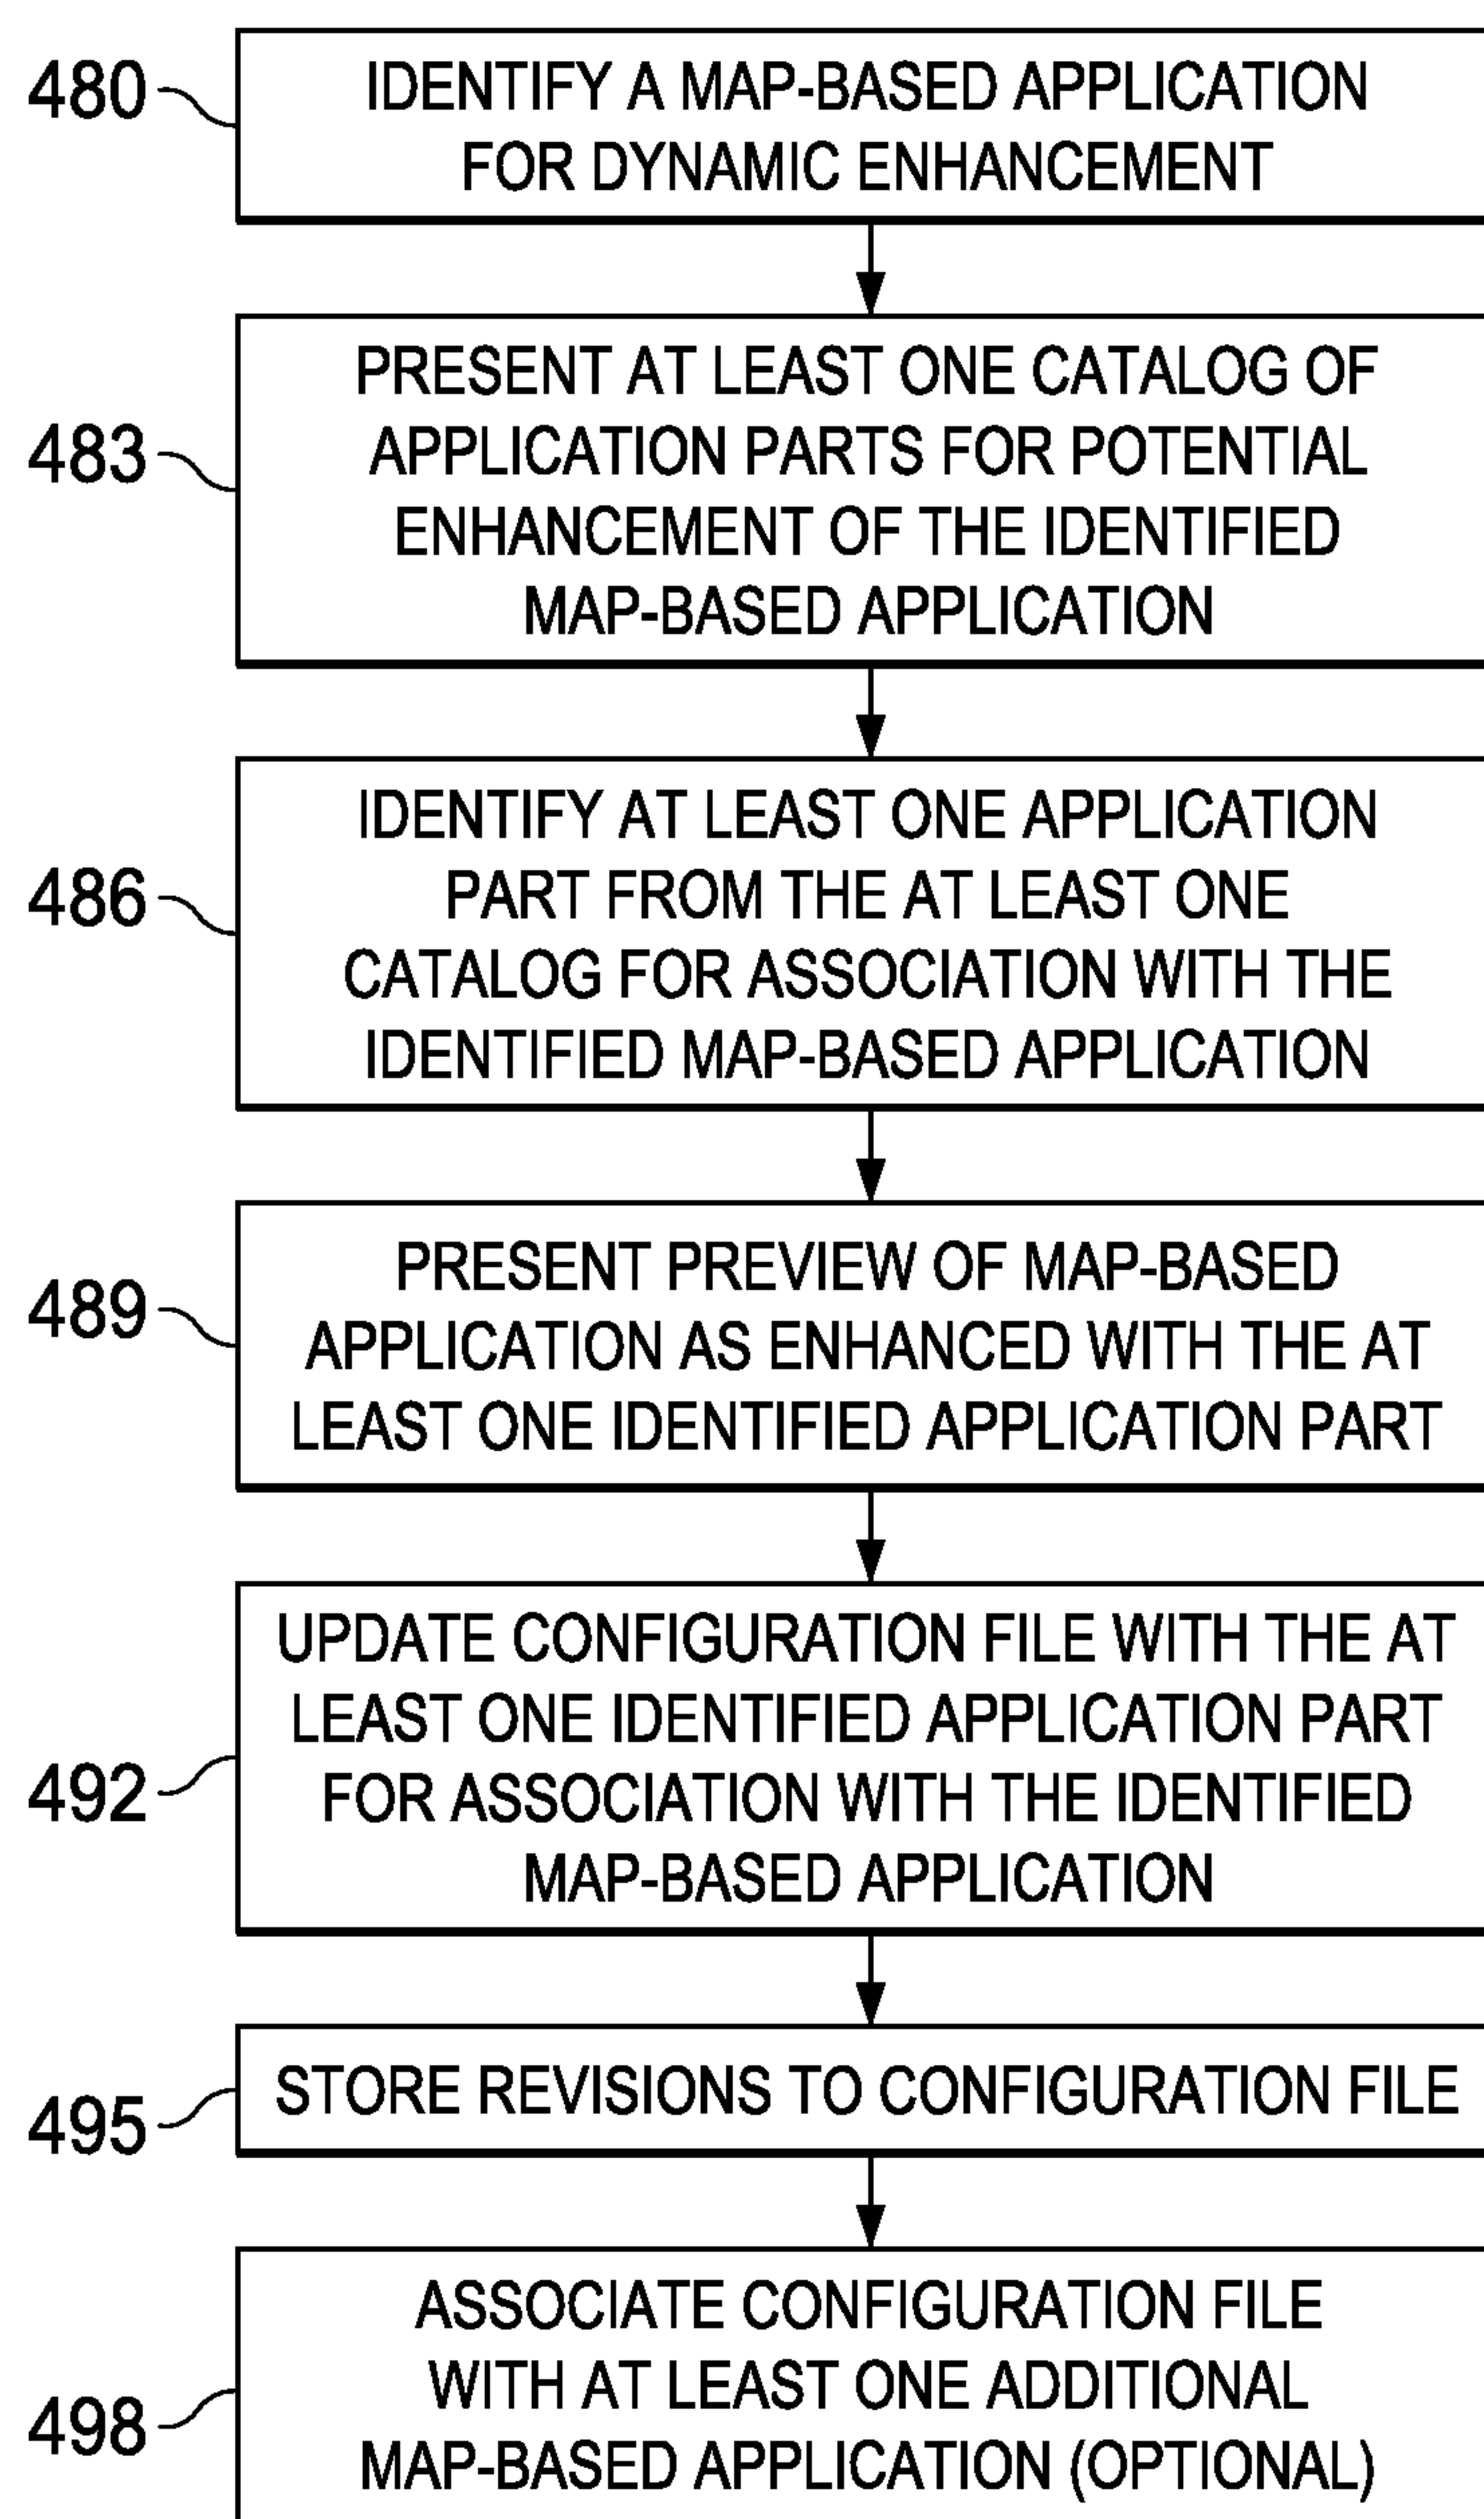 480
IDENTIFY A MAP-BASED APPLICATION
FOR DYNAMIC ENHANCEMENT
483
PRESENT AT LEAST ONE CATALOG OF
APPLICATION PARTS FOR POTENTIAL
ENHANCEMENT OF THE IDENTIFIED
MAP-BASED APPLICATION
486
IDENTIFY AT LEAST ONE APPLICATION
PART FROM THE AT LEAST ONE
CATALOG FOR ASSOCIATION WITH THE
IDENTIFIED MAP-BASED APPLICATION
489
PRESENT PREVIEW OF MAP-BASED
APPLICATION AS ENHANCED WITH THE AT
LEAST ONE IDENTIFIED APPLICATION PART
492
UPDATE CONFIGURATION FILE WITH THE AT
LEAST ONE IDENTIFIED APPLICATION PART
FOR ASSOCIATION WITH THE IDENTIFIED
MAP-BASED APPLICATION
495
STORE REVISIONS TO CONFIGURATION FILE
498
ASSOCIATE CONFIGURATION FILE
WITH AT LEAST ONE ADDITIONAL
MAP-BASED APPLICATION (OPTIONAL)